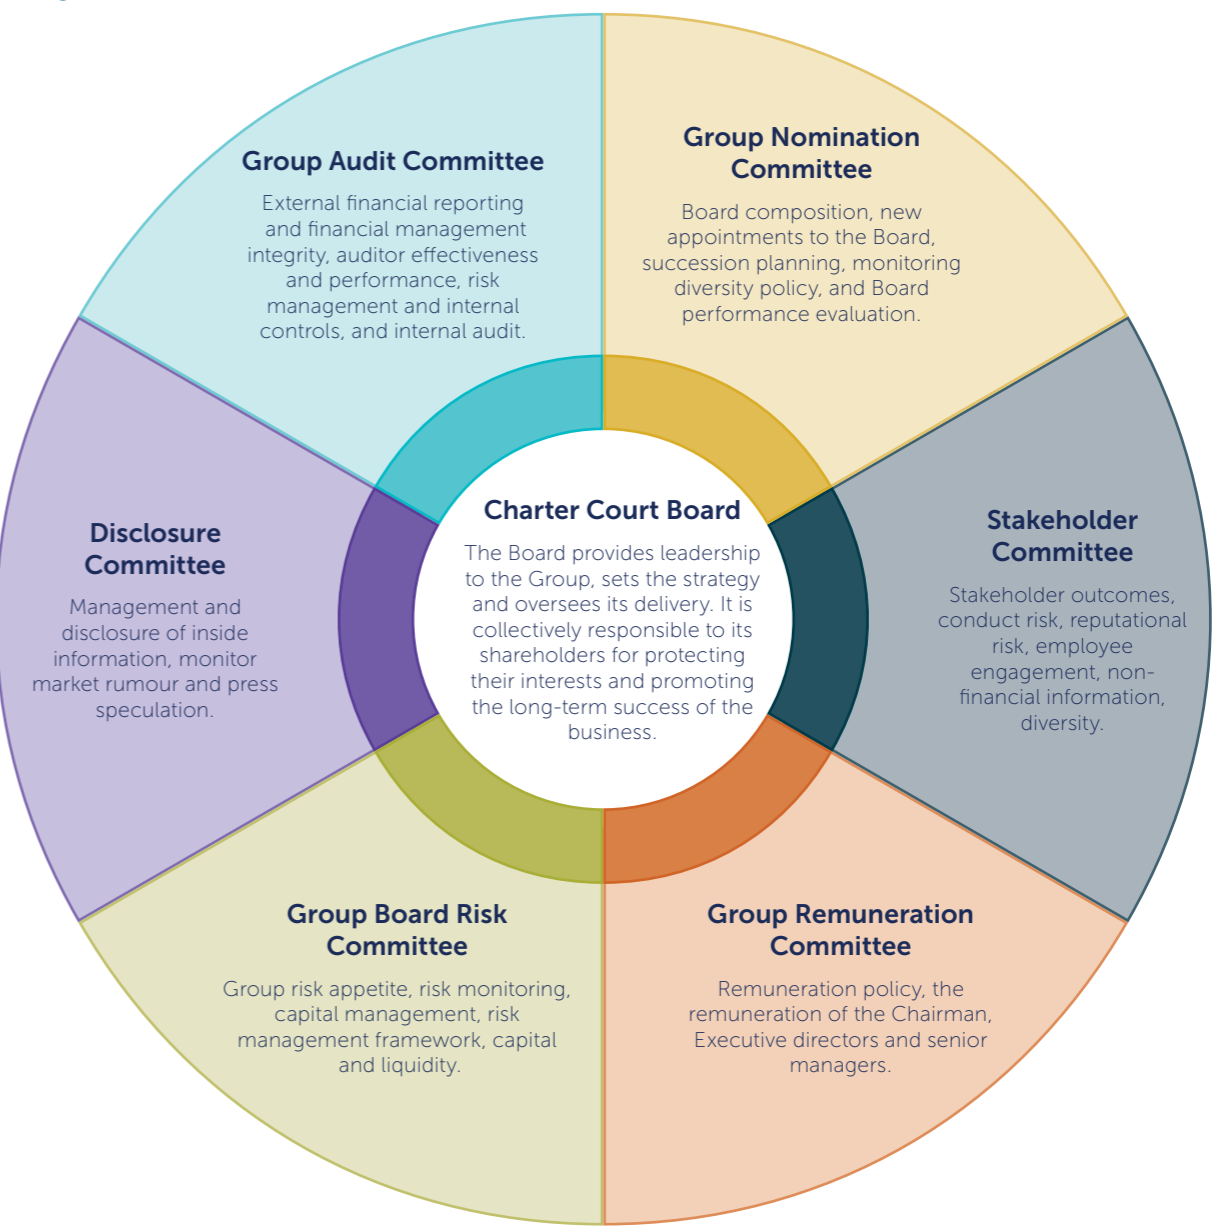 Group Audit Committee
External financial reporting
and financial management
integrity, auditor effectiveness
and performance, risk
management and internal
controls, and internal audit.
Group Nomination
Committee
Board composition, new
appointments to the Board,
succession planning, monitoring
diversity policy, and Board
performance evaluation.
Disclosure
Committee
Management and
disclosure of inside
information, monitor
market rumour and press
speculation.
Charter Court Board
The Board provides leadership
to the Group, sets the strategy
and oversees its delivery. It is
collectively responsible to its
shareholders for protecting
their interests and promoting
the long-term success of the
business.
Stakeholder
Committee
Stakeholder outcomes,
conduct risk, reputational
risk, employee
engagement, non-
financial information,
diversity.
Group Board Risk
Committee
Group risk appetite, risk monitoring,
capital management, risk
management framework, capital
and liquidity.
Group Remuneration
Committee
Remuneration policy, the
remuneration of the Chairman,
Executive directors and senior
managers.